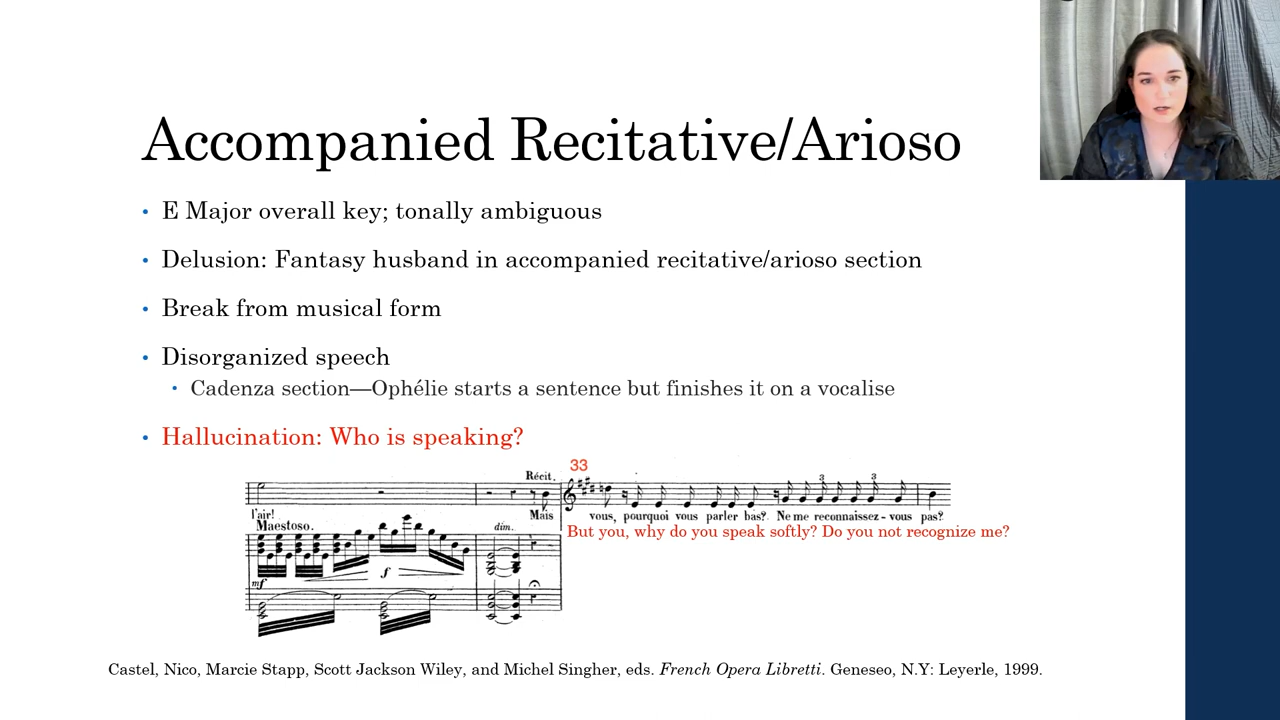 Accompanied Recitative/Arioso
• E Major overall key; tonally ambiguous
• Delusion: Fantasy husband in accompanied recitative/arioso section
• Break from musical form
• Disorganized speech
• Cadenza section—Ophélie starts a sentence but finishes it on a vocalise
• Hallucination: Who is speaking?
33
Récit.
3 3
l'air! Mais vous, pourquoi vous parler bas? Ne me reconnaissez-vous pas?
Maestoso. dim.
But you, why do you speak softly? Do you not recognize me?
mf f
Castel, Nico, Marcie Stapp, Scott Jackson Wiley, and Michel Singher, eds. French Opera Libretti. Geneseo, N.Y: Leyerle, 1999.